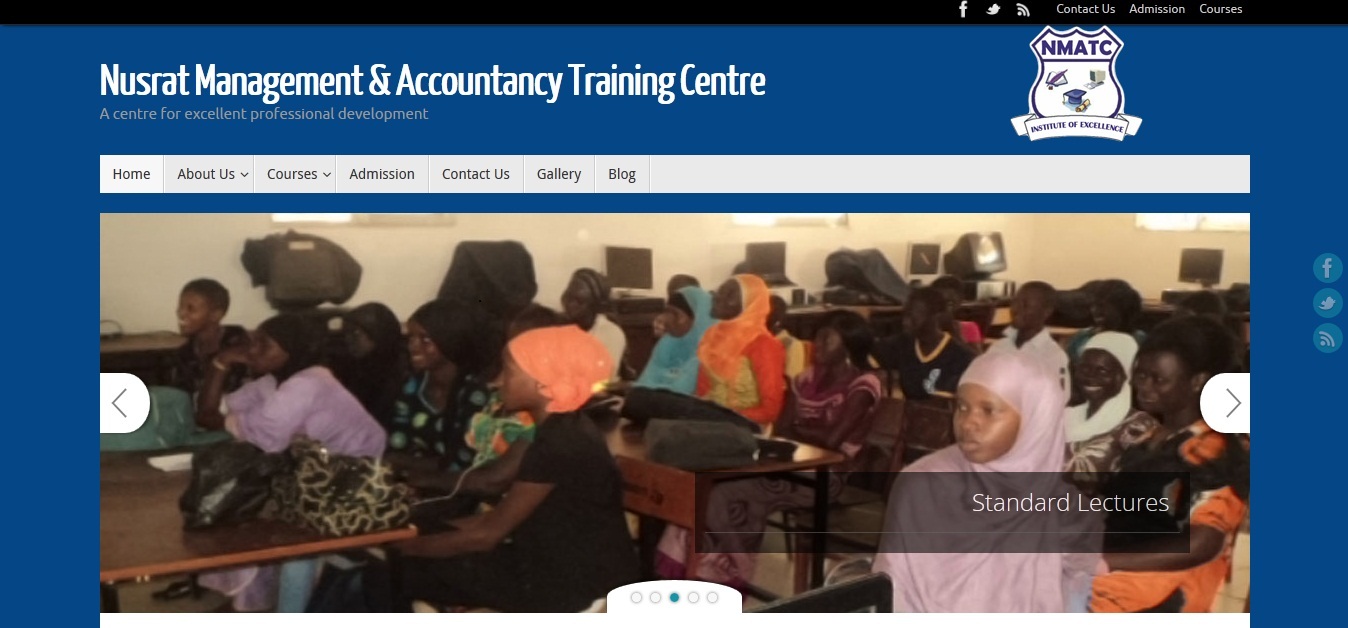 Contact Us Admission Courses
NMATC
INSTITUTE OF EXCELLENCE
Nusrat Management & Accountancy Training Centre
A centre for excellent professional development
Home About Us Courses Admission Contact Us Gallery Blog
Standard Lectures